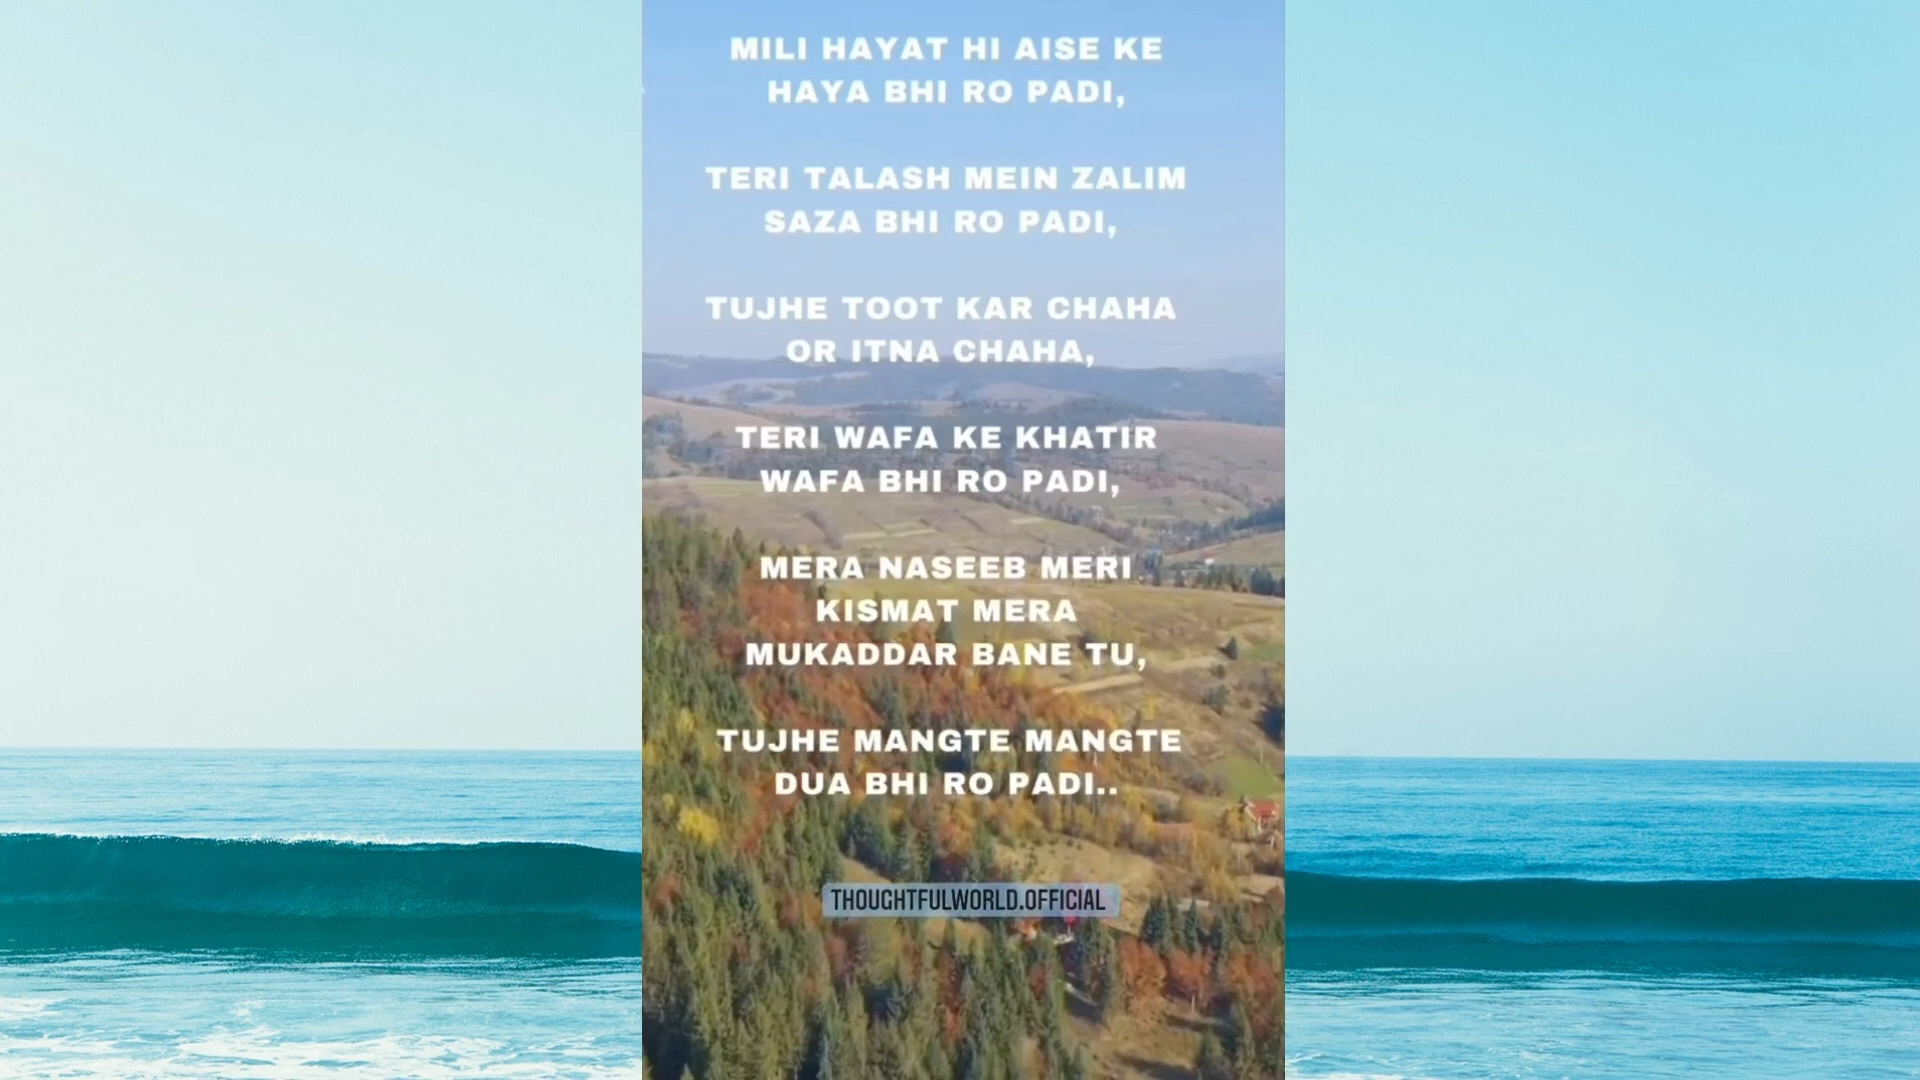 MILI HAYAT HI AISE KE
HAYA BHI RO PADI,
TERI TALASH MEIN ZALIM
SAZA BHI RO PADI,
TUJHE TOOT KAR CHAHA
OR ITNA CHAHA,
TERI WAFA KE KHATIR
WAFA BHI RO PADI,
MERA NASEEB MERI
KISMAT MERA
MUKADDAR BANE TU,
TUJHE MANGTE MANGTE
DUA BHI RO PADI..
THOUGHTFULWORLD.OFFICIAL